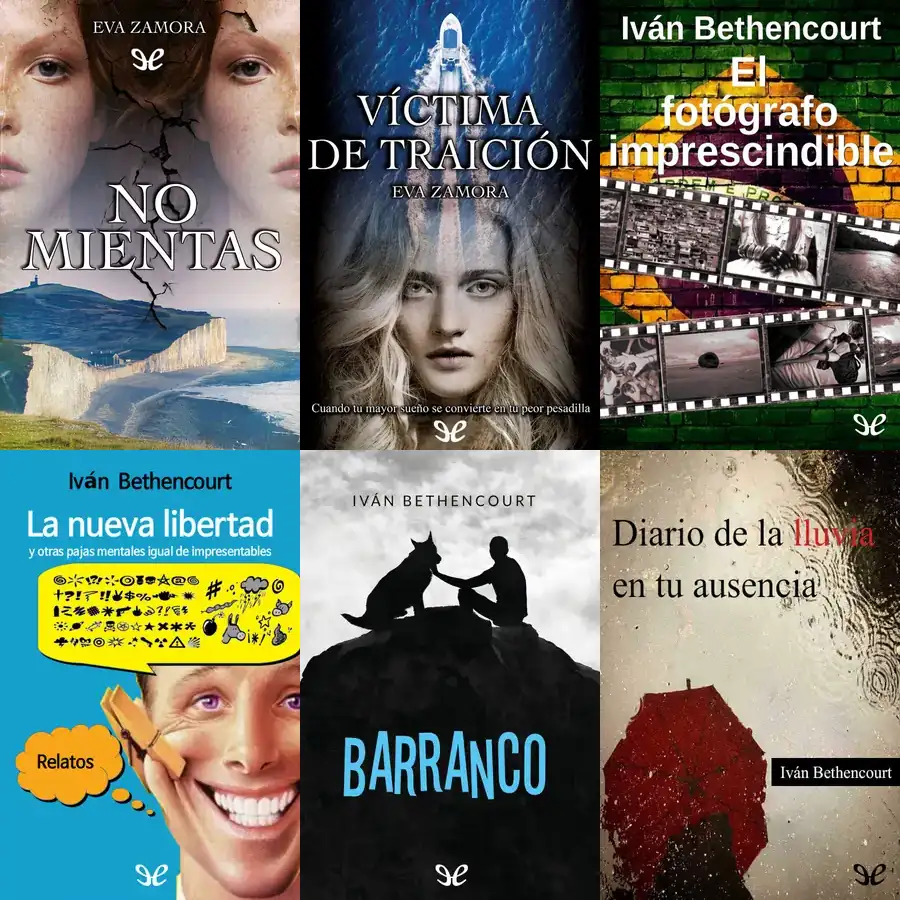 EVA ZAMORA
NO
MIENTAS
VÍCTIMA
DE TRAICIÓN
EVA ZAMORA
Cuando tu mayor sueño se convierte en tu peor pesadilla
Iván Bethencourt
El
fotógrafo
imprescindible
Iván Bethencourt
La nueva libertad
y otras pajas mentales igual de impresentables
Relatos
IVÁN BETHENCOURT
BARRANCO
Diario de la lluvia
en tu ausencia
Iván Bethencourt